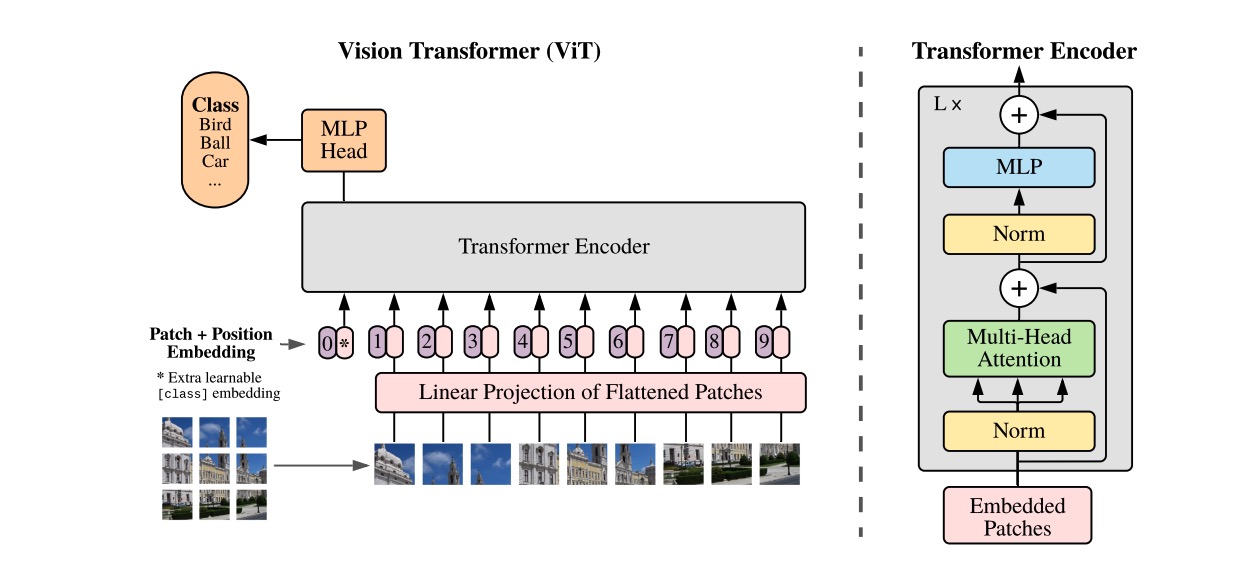 Vision Transformer (ViT)
Class
Bird
Ball
Car
...
MLP
Head
Transformer Encoder
Patch + Position
Embedding
0 * 1 2 3 4 5 6 7 8 9
* Extra learnable
[class] embedding
Linear Projection of Flattened Patches
Transformer Encoder
L x
+
MLP
Norm
+
Multi-Head
Attention
Norm
Embedded
Patches